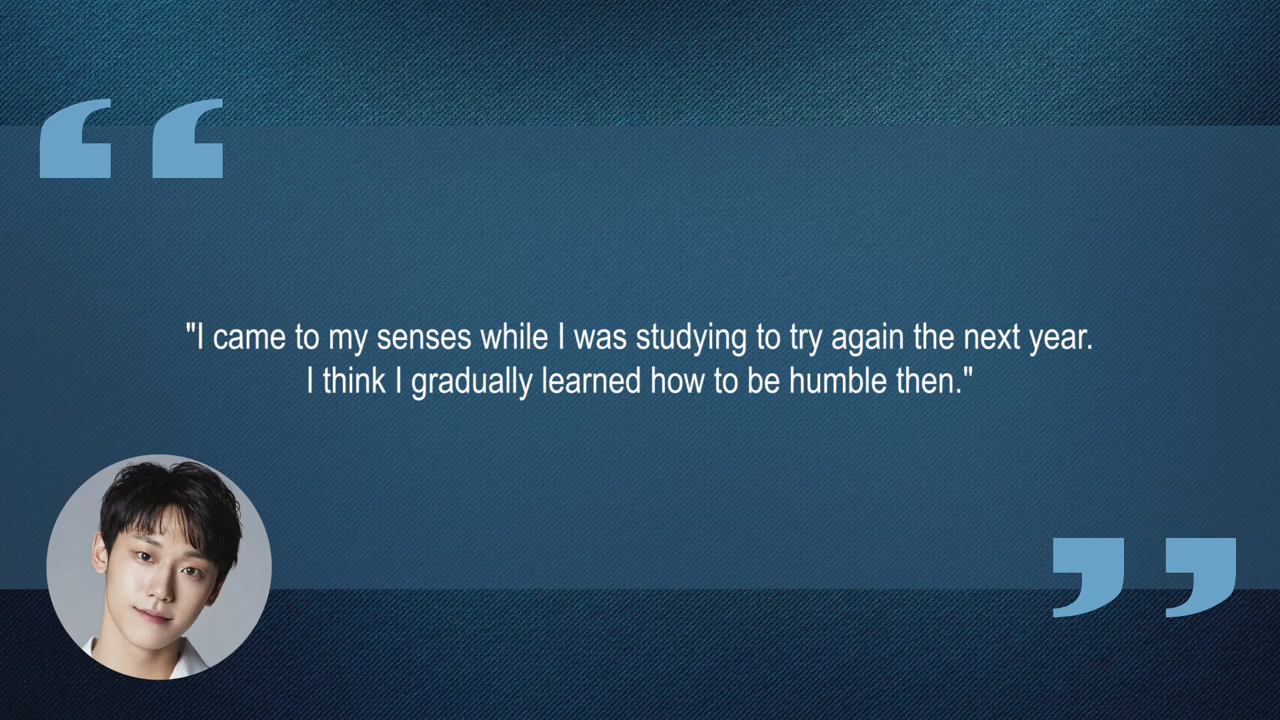 "I came to my senses while I was studying to try again the next year.
I think I gradually learned how to be humble then."